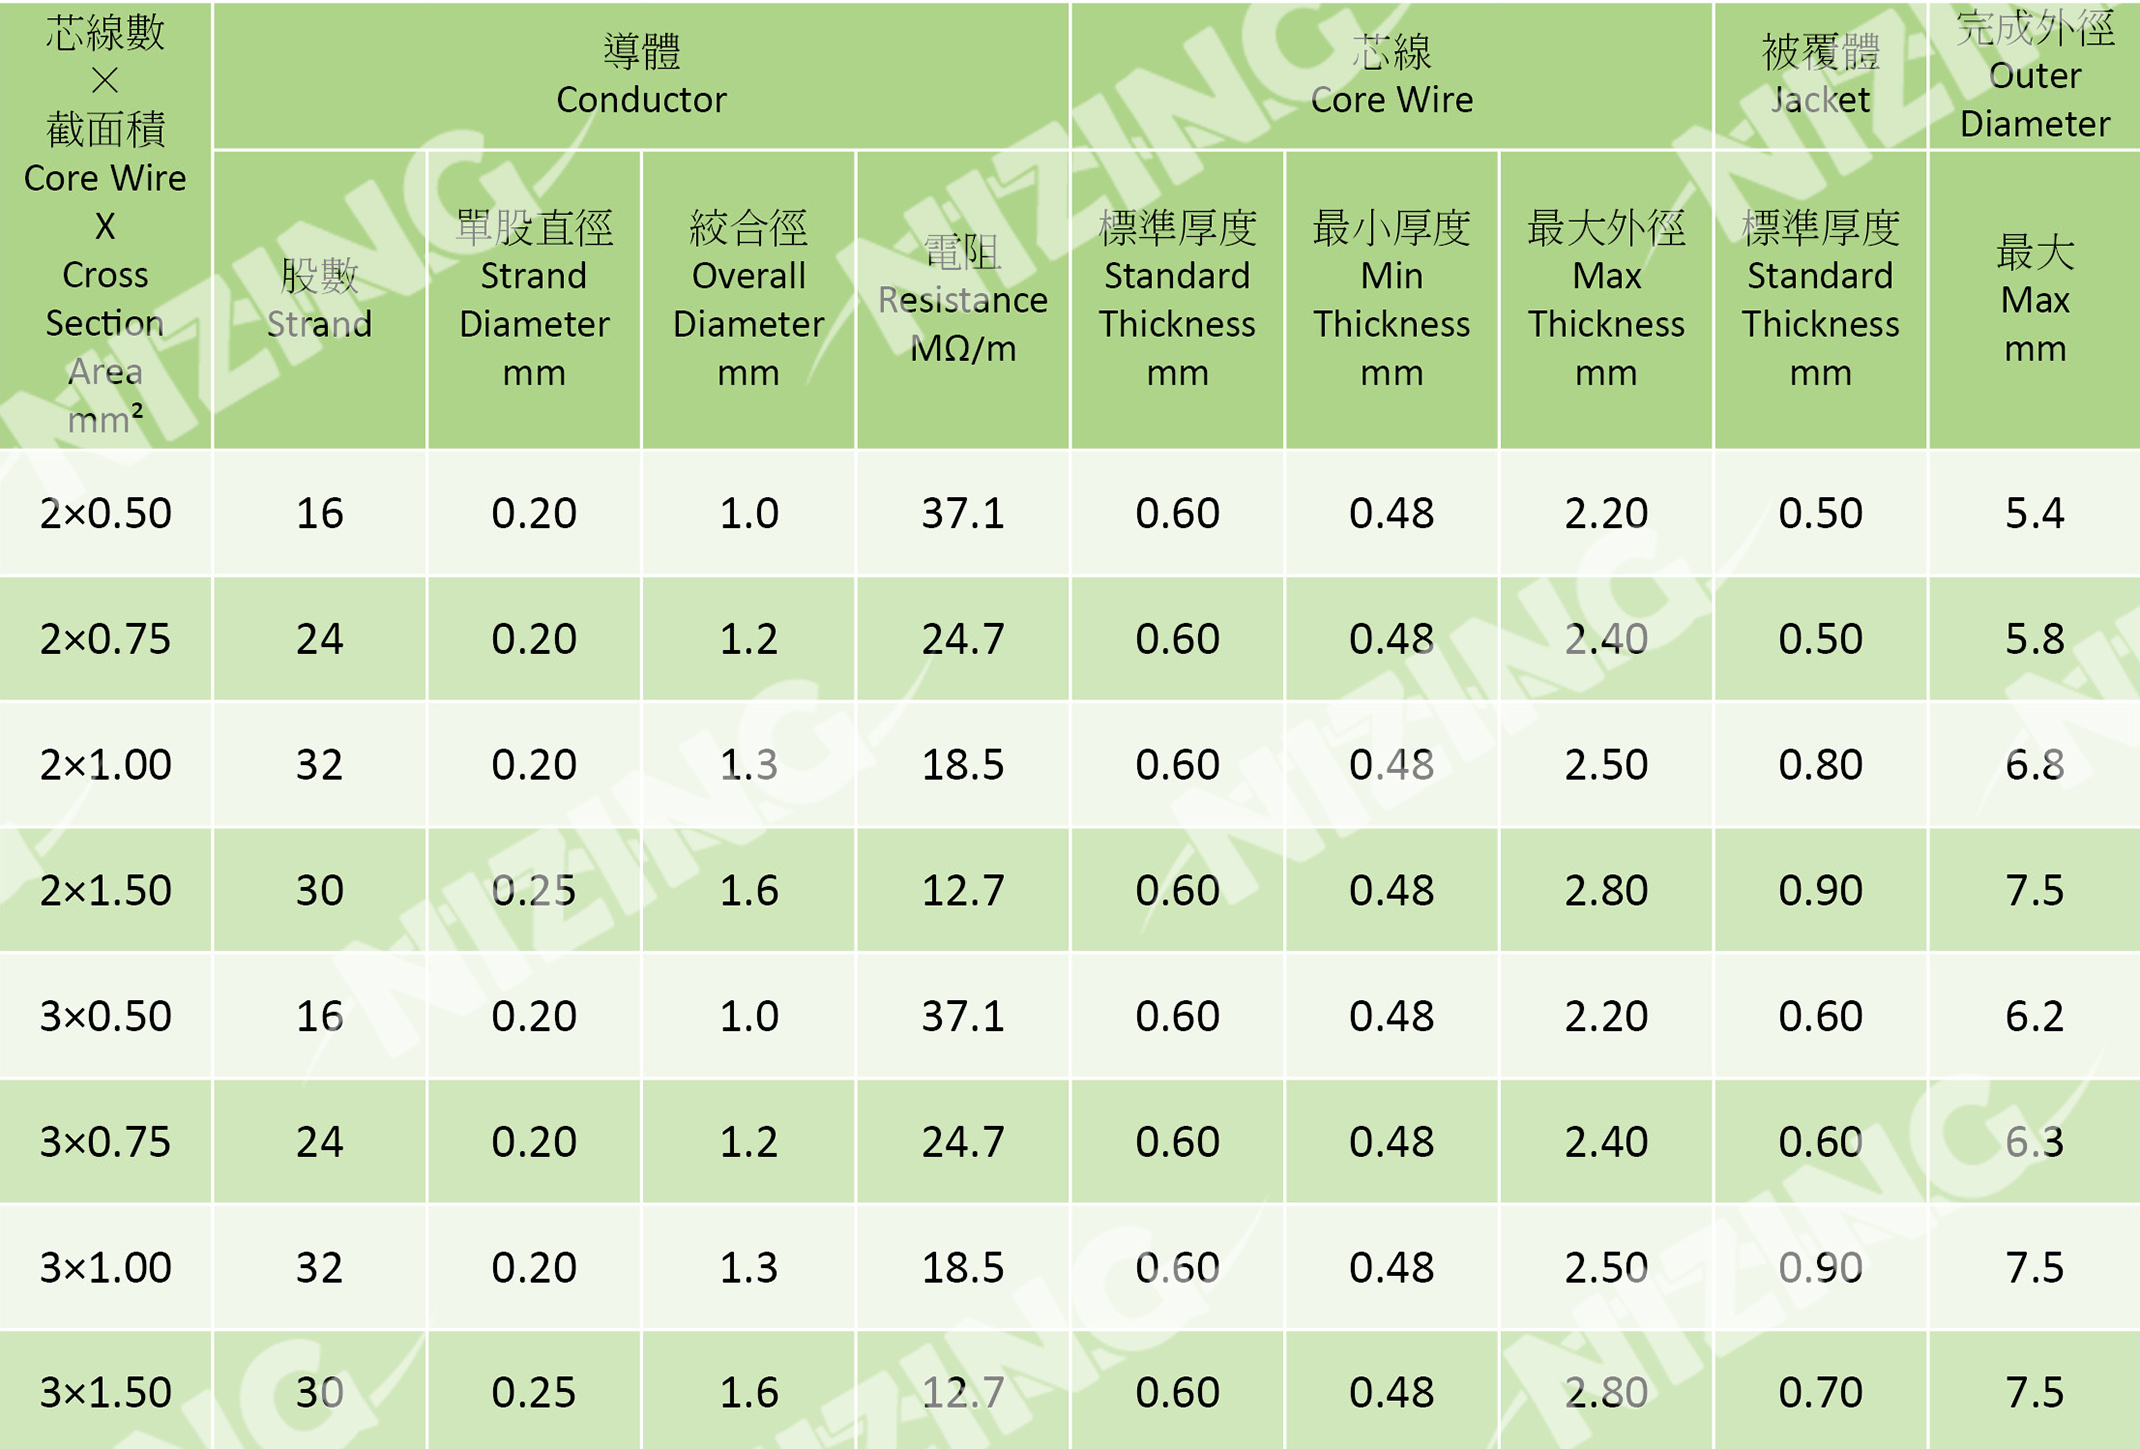 芯線數
×
截面積
Core Wire
X
Cross
Section
Area
mm²
導體
Conductor
芯線
Core Wire
被覆體
Jacket
完成外徑
Outer
Diameter
股數
Strand
單股直徑
Strand
Diameter
mm
絞合徑
Overall
Diameter
mm
電阻
Resistance
MΩ/m
標準厚度
Standard
Thickness
mm
最小厚度
Min
Thickness
mm
最大外徑
Max
Thickness
mm
標準厚度
Standard
Thickness
mm
最大
Max
mm
2×0.50 16 0.20 1.0 37.1 0.60 0.48 2.20 0.50 5.4
2×0.75 24 0.20 1.2 24.7 0.60 0.48 2.40 0.50 5.8
2×1.00 32 0.20 1.3 18.5 0.60 0.48 2.50 0.80 6.8
2×1.50 30 0.25 1.6 12.7 0.60 0.48 2.80 0.90 7.5
3×0.50 16 0.20 1.0 37.1 0.60 0.48 2.20 0.60 6.2
3×0.75 24 0.20 1.2 24.7 0.60 0.48 2.40 0.60 6.3
3×1.00 32 0.20 1.3 18.5 0.60 0.48 2.50 0.90 7.5
3×1.50 30 0.25 1.6 12.7 0.60 0.48 2.80 0.70 7.5
NIZING
NIZING
NIZING
NIZING
NIZING
NIZING
NIZING